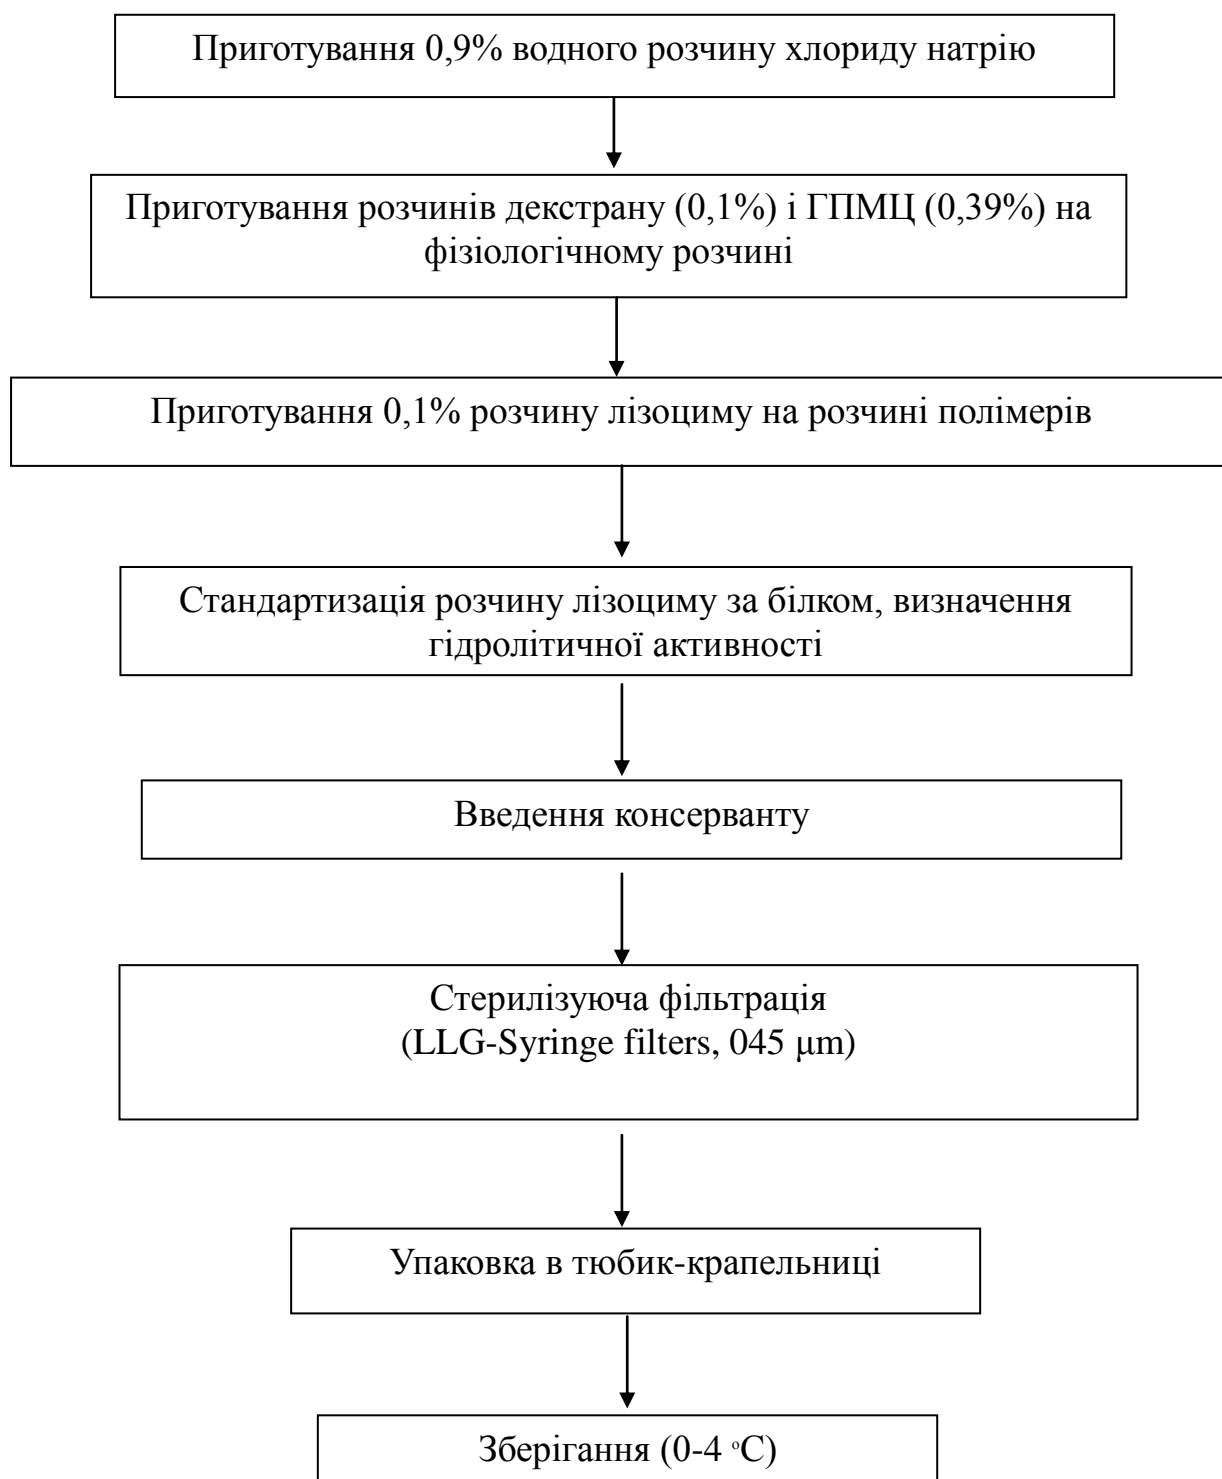 Приготування 0,9% водного розчину хлориду натрію
Приготування розчинів декстрану (0,1%) і ГПМЦ (0,39%) на
фізіологічному розчині
Приготування 0,1% розчину лізоциму на розчині полімерів
Стандартизація розчину лізоциму за білком, визначення
гідролітичної активності
Введення консерванту
Стерилізуюча фільтрація
(LLG-Syringe filters, 045 μm)
Упаковка в тюбик-крапельниці
Зберігання (0-4 °С)